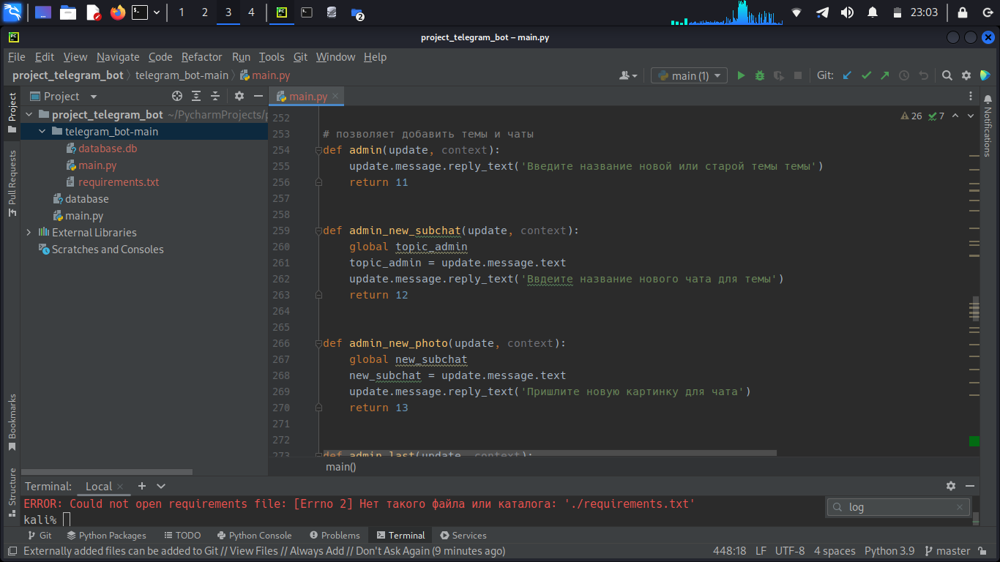 1 2 3 4 2 23:03
project_telegram_bot – main.py
File Edit View Navigate Code Refactor Run Tools Git Window Help
project_telegram_bot telegram_bot-main main.py main (1) Git:
Project main.py
Project
project_telegram_bot ~/PycharmProjects/
telegram_bot-main
database.db
main.py
requirements.txt
database
main.py
External Libraries
Scratches and Consoles
Pull Requests
Bookmarks
Structure
Notifications
26 7
252
253 # позволяет добавить темы и чаты
254 def admin(update, context):
255 update.message.reply_text('Введите название новой или старой темы темы')
256 return 11
257
258
259 def admin_new_subchat(update, context):
260 global topic_admin
261 topic_admin = update.message.text
262 update.message.reply_text('Ввдеите название нового чата для темы')
263 return 12
264
265
266 def admin_new_photo(update, context):
267 global new_subchat
268 new_subchat = update.message.text
269 update.message.reply_text('Пришлите новую картинку для чата')
270 return 13
271
272
273 def admin_last(update, context):
main()
Terminal: Local
ERROR: Could not open requirements file: [Errno 2] Нет такого файла или каталога: './requirements.txt'
log
kali%
Git Python Packages TODO Python Console Problems Terminal Services
Externally added files can be added to Git // View Files // Always Add // Don't Ask Again (9 minutes ago) 448:18 LF UTF-8 4 spaces Python 3.9 master